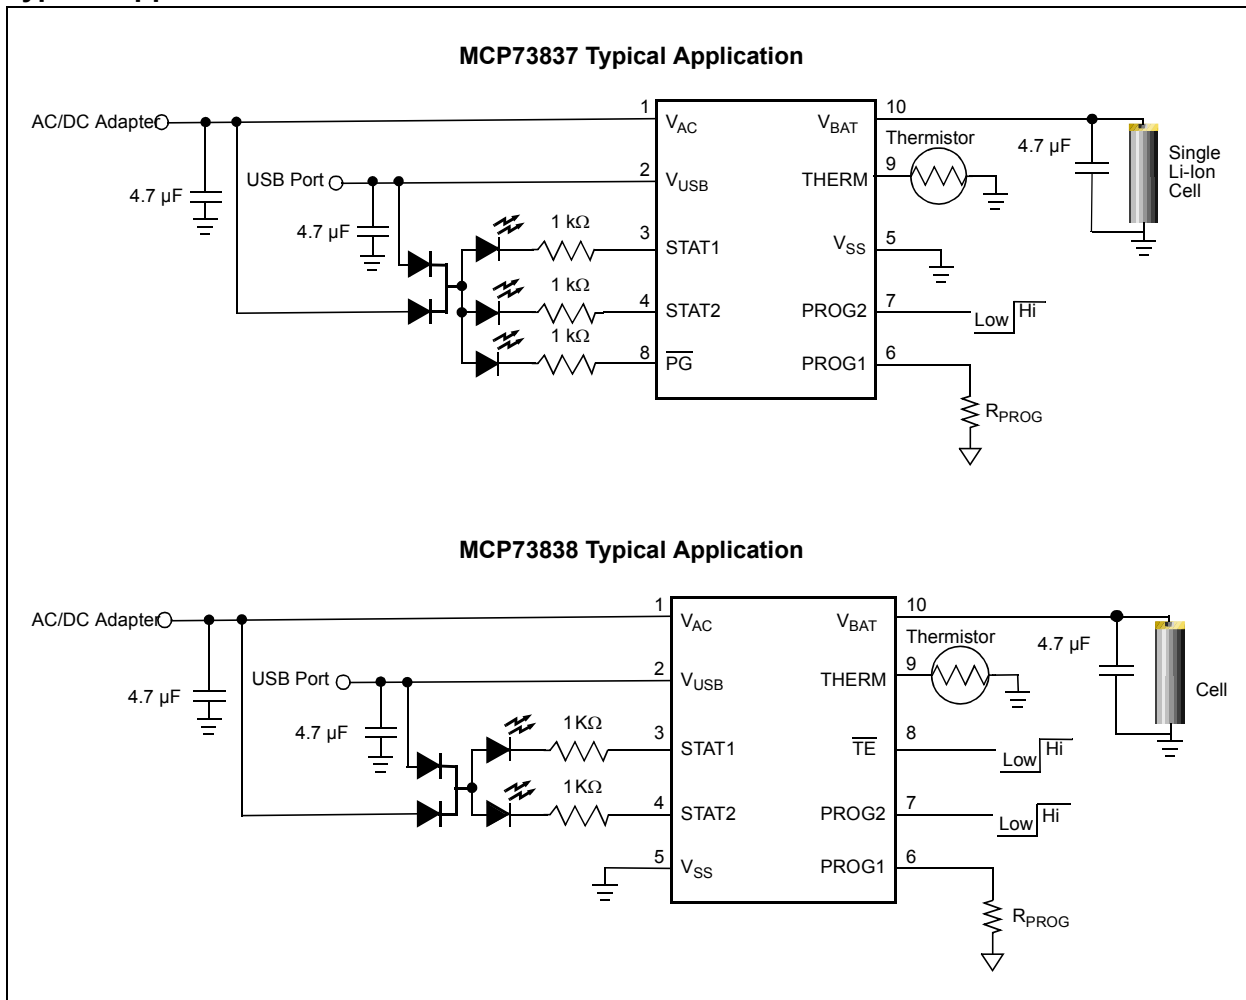 MCP73837 Typical Application
AC/DC Adapter
4.7 µF
USB Port
4.7 µF
1 kΩ
1 kΩ
1 kΩ
1
2
3
4
8
VAC
VUSB
STAT1
STAT2
PG
VBAT
THERM
VSS
PROG2
PROG1
10
9
5
7
6
Thermistor
4.7 µF
Single
Li-Ion
Cell
Low
Hi
RPROG
MCP73838 Typical Application
AC/DC Adapter
4.7 µF
USB Port
4.7 µF
1KΩ
1KΩ
1
2
3
4
5
VAC
VUSB
STAT1
STAT2
VSS
VBAT
THERM
TE
PROG2
PROG1
10
9
8
7
6
Thermistor
4.7 µF
Cell
Low
Hi
Low
Hi
RPROG